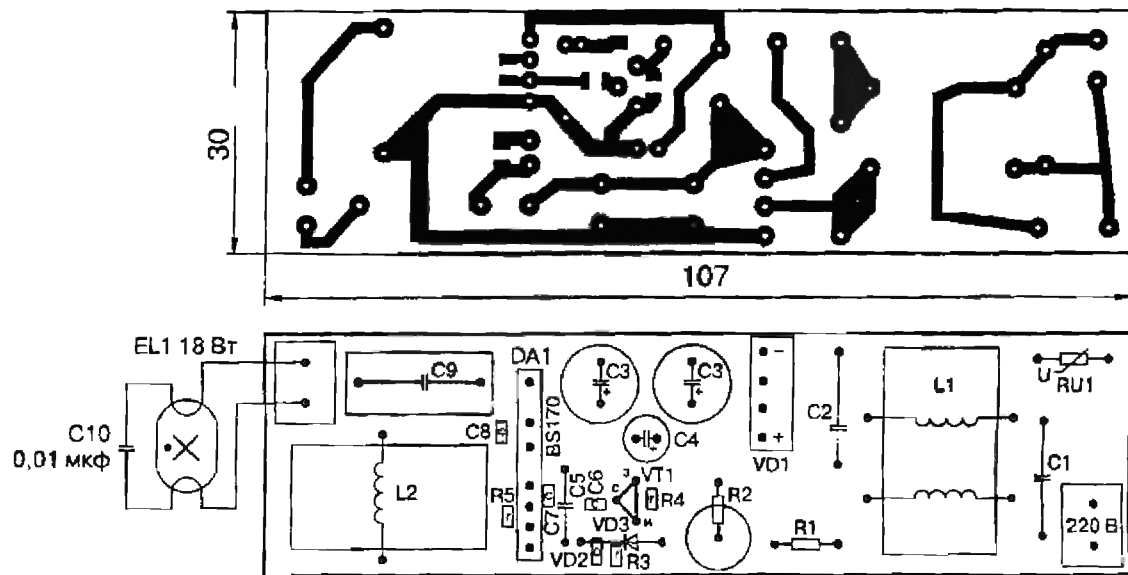 30
107
EL1 18 Вт
C10
0,01 мкф
C9
DA1
C3
C3
BS170
C8
C4
- 
+
VD1
C2
L1
U
RU1
C1
L2
R5
C7
C5
C6
VT1
з
с
и
R4
R2
VD3
VD2
R3
R1
220 В